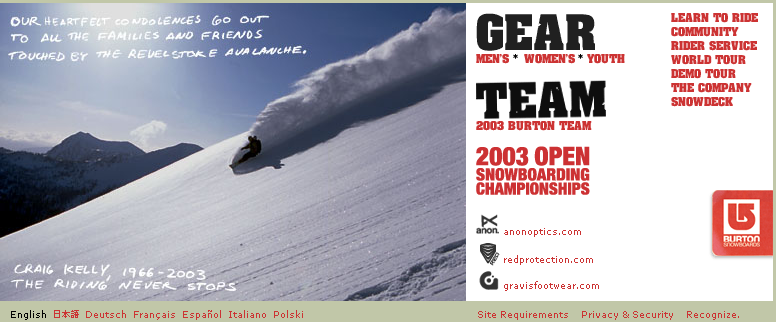 OUR HEARTFELT CONDOLENCES GO OUT
TO ALL THE FAMILIES AND FRIENDS
TOUCHED BY THE REVELSTOKE AVALANCHE.
CRAIG KELLY, 1966-2003
THE RIDING NEVER STOPS
GEAR
MEN'S * WOMEN'S * YOUTH
TEAM
2003 BURTON TEAM
2003 OPEN
SNOWBOARDING
CHAMPIONSHIPS
anon.
anonoptics.com
redprotection.com
gravisfootwear.com
LEARN TO RIDE
COMMUNITY
RIDER SERVICE
WORLD TOUR
DEMO TOUR
THE COMPANY
SNOWDECK
BURTON
SNOWBOARDS
English 日本語 Deutsch Français Español Italiano Polski
Site Requirements Privacy & Security Recognize.